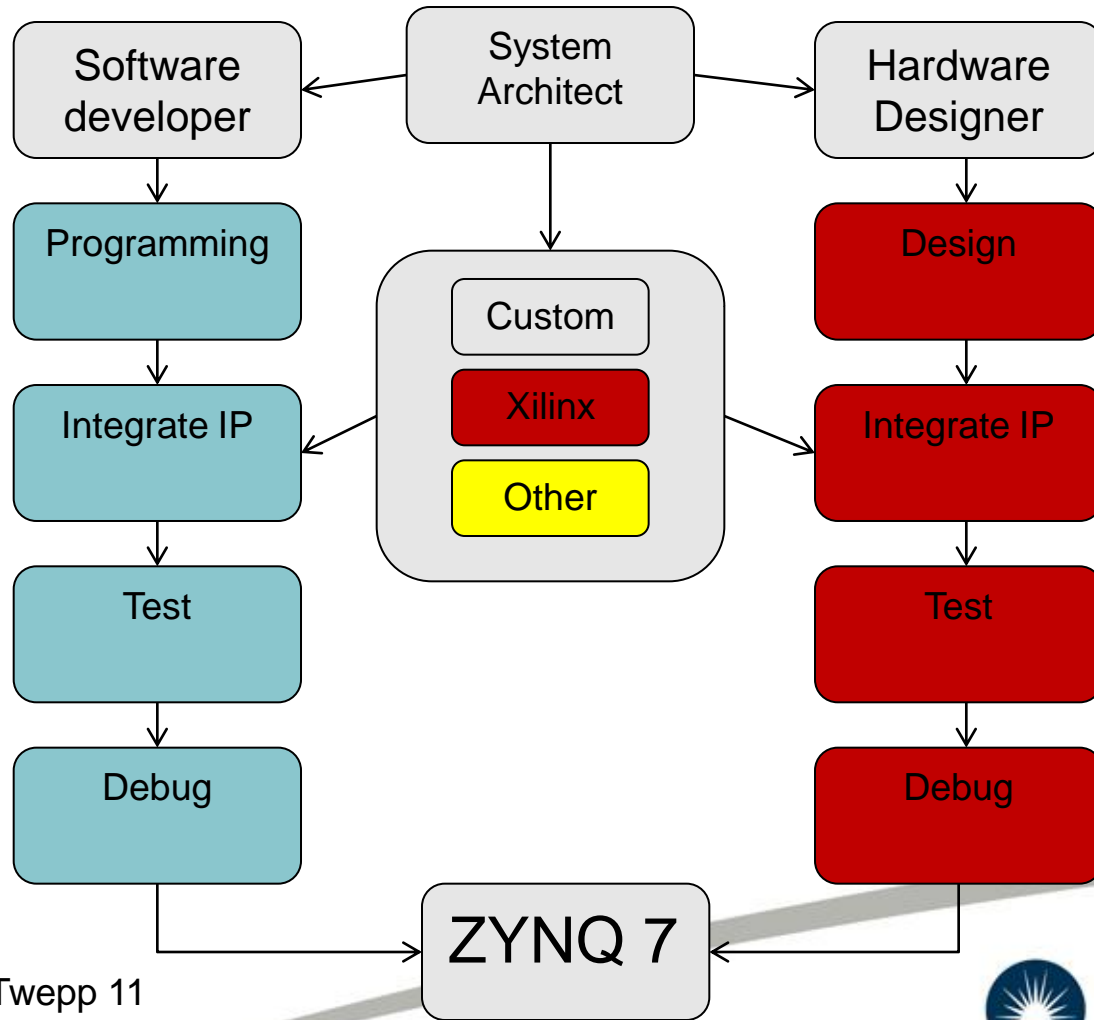 Software
developer
System
Architect
Hardware
Designer
Programming
Design
Custom
Xilinx
Other
Integrate IP
Integrate IP
Test
Test
Debug
Debug
ZYNQ 7
Twepp 11